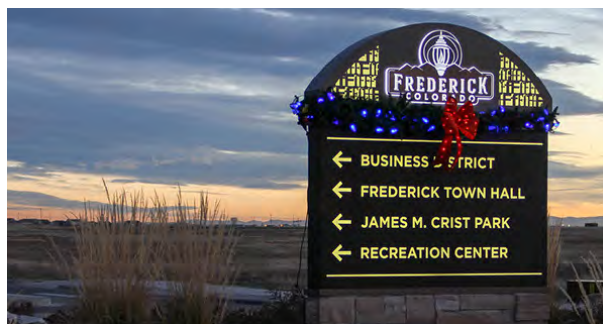 FREDERICK
COLORADO
← BUSINESS DISTRICT
← FREDERICK TOWN HALL
← JAMES M. CRIST PARK
← RECREATION CENTER